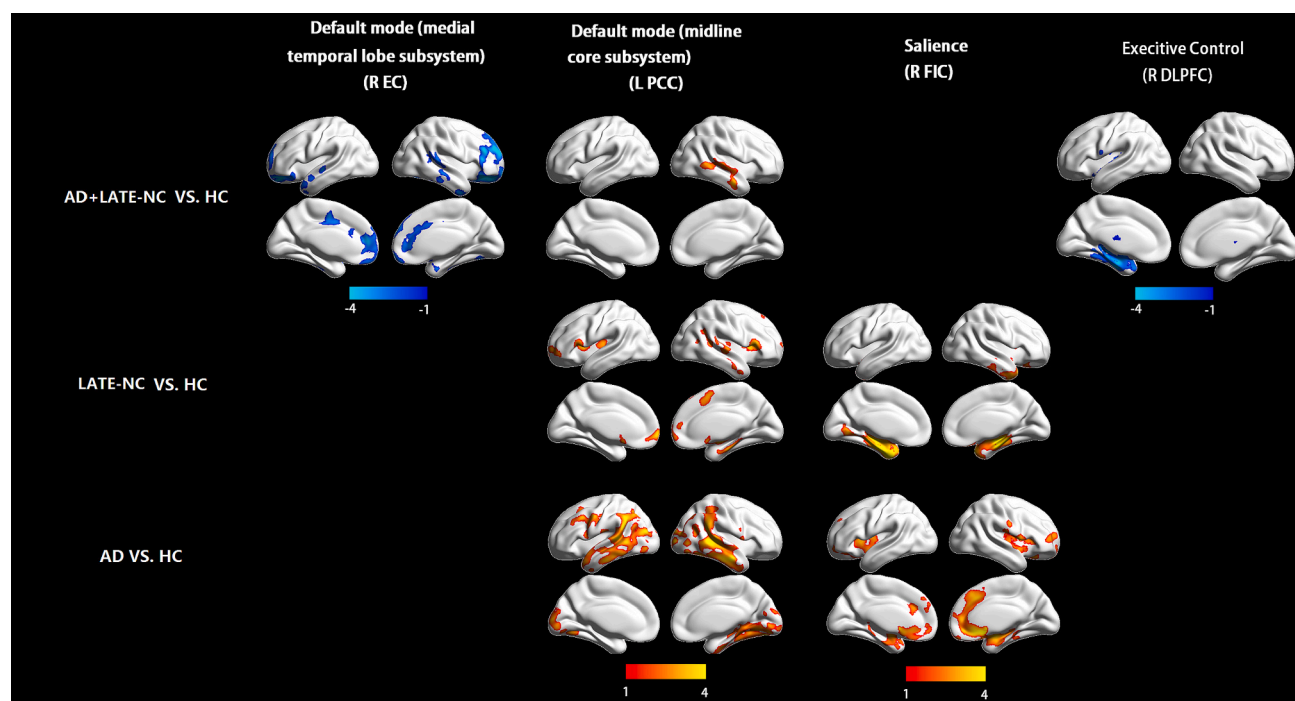 Default mode (medial
temporal lobe subsystem)
(R EC)
Default mode (midline
core subsystem)
(L PCC)
Salience
(R FIC)
Execitive Control
(R DLPFC)
AD+LATE-NC VS. HC
-4 -1
-4 -1
LATE-NC VS. HC
AD VS. HC
1 4
1 4